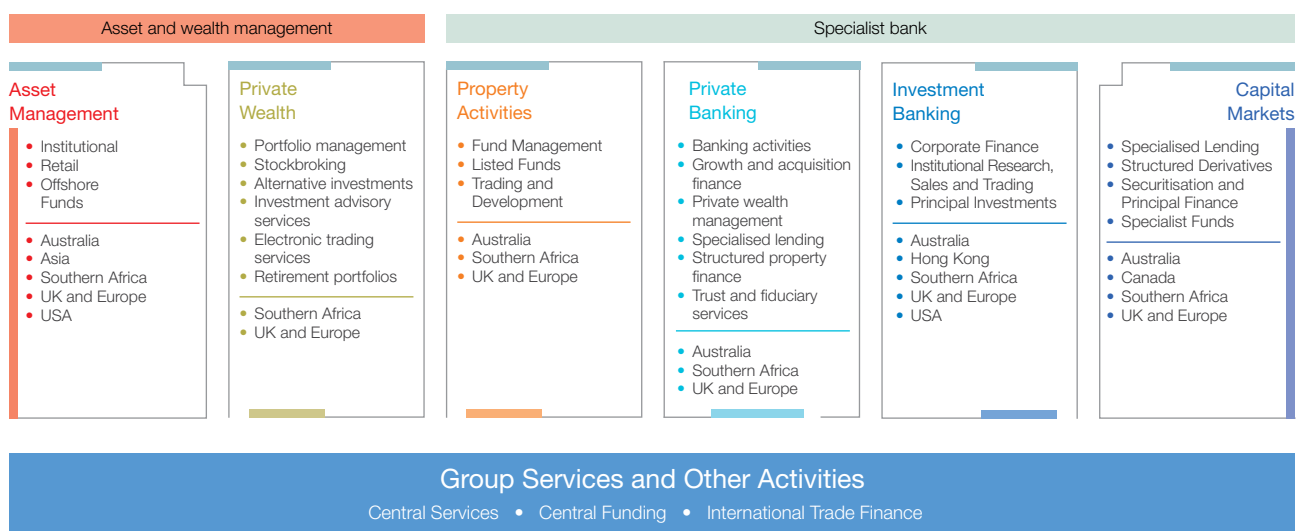 Asset and wealth management
Specialist bank
Asset
Management
• Institutional
• Retail
• Offshore
Funds
• Australia
• Asia
• Southern Africa
• UK and Europe
• USA
Private
Wealth
• Portfolio management
• Stockbroking
• Alternative investments
• Investment advisory
services
• Electronic trading
services
• Retirement portfolios
• Southern Africa
• UK and Europe
Property
Activities
• Fund Management
• Listed Funds
• Trading and
Development
• Australia
• Southern Africa
• UK and Europe
Private
Banking
• Banking activities
• Growth and acquisition
finance
• Private wealth
management
• Specialised lending
• Structured property
finance
• Trust and fiduciary
services
• Australia
• Southern Africa
• UK and Europe
Investment
Banking
• Corporate Finance
• Institutional Research,
Sales and Trading
• Principal Investments
• Australia
• Hong Kong
• Southern Africa
• UK and Europe
• USA
Capital
Markets
• Specialised Lending
• Structured Derivatives
• Securitisation and
Principal Finance
• Specialist Funds
• Australia
• Canada
• Southern Africa
• UK and Europe
Group Services and Other Activities
Central Services • Central Funding • International Trade Finance